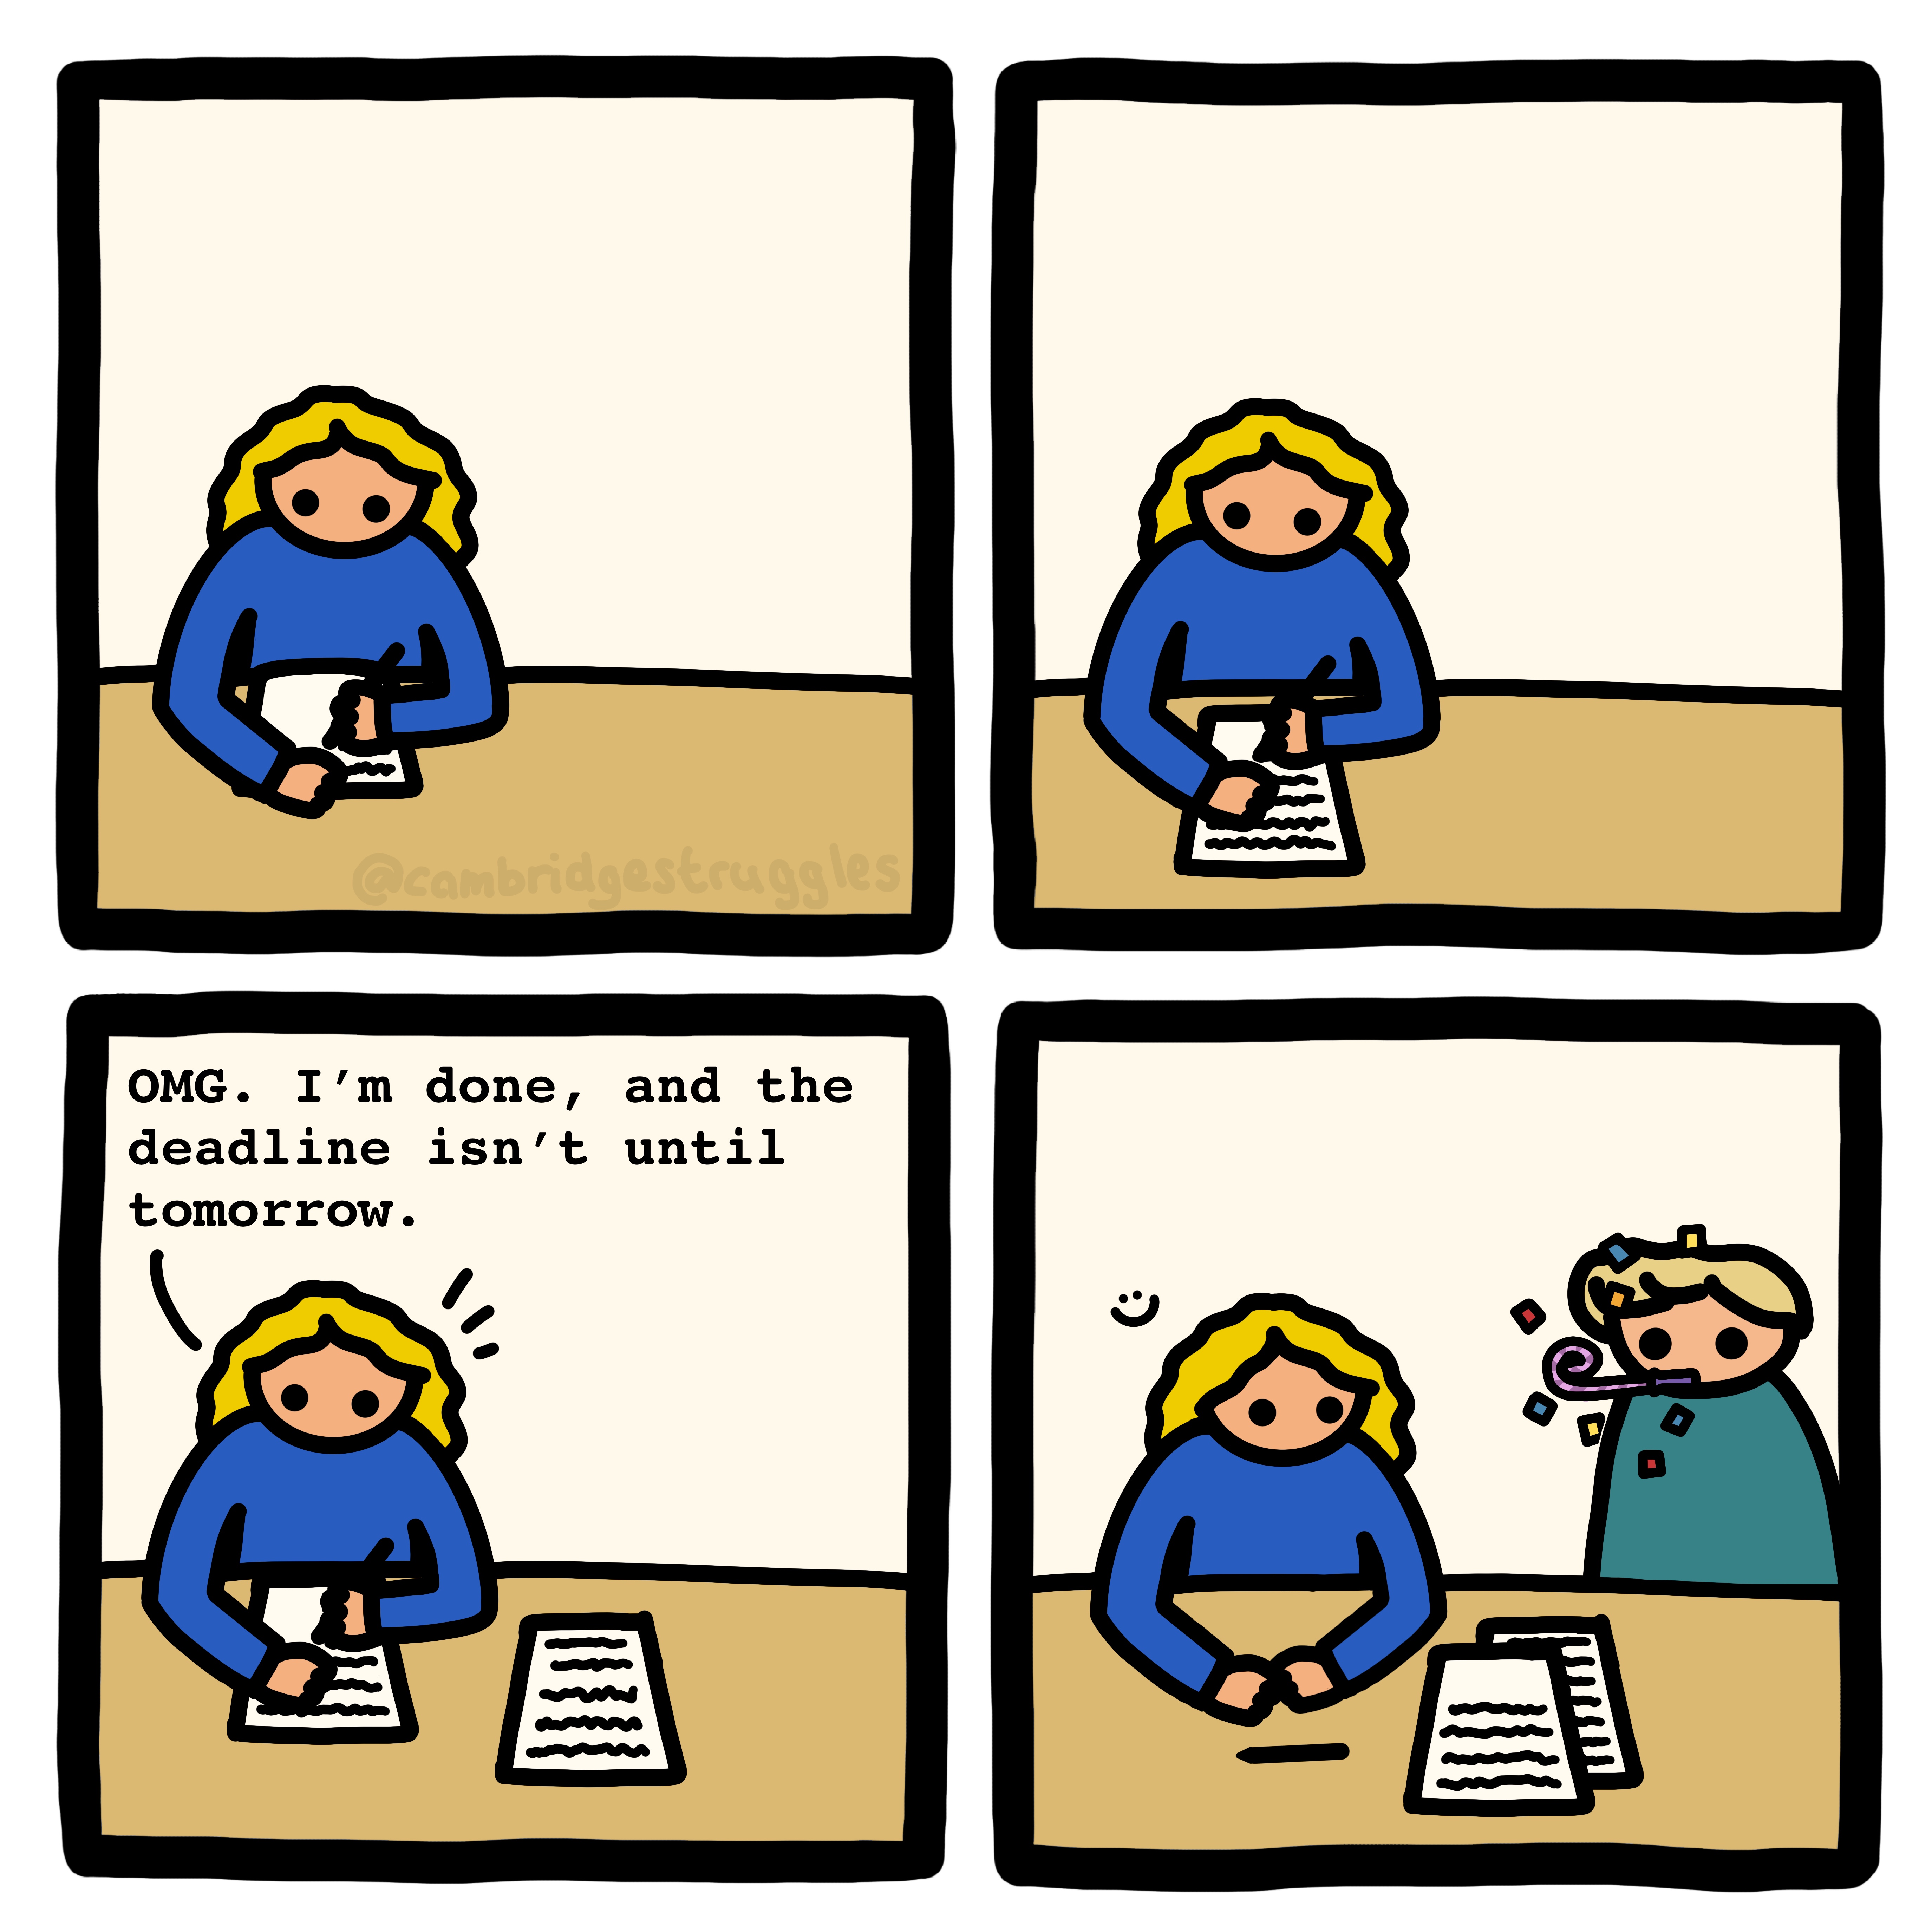 @cambridgestruggles
OMG. I'm done, and the
deadline isn't until
tomorrow.